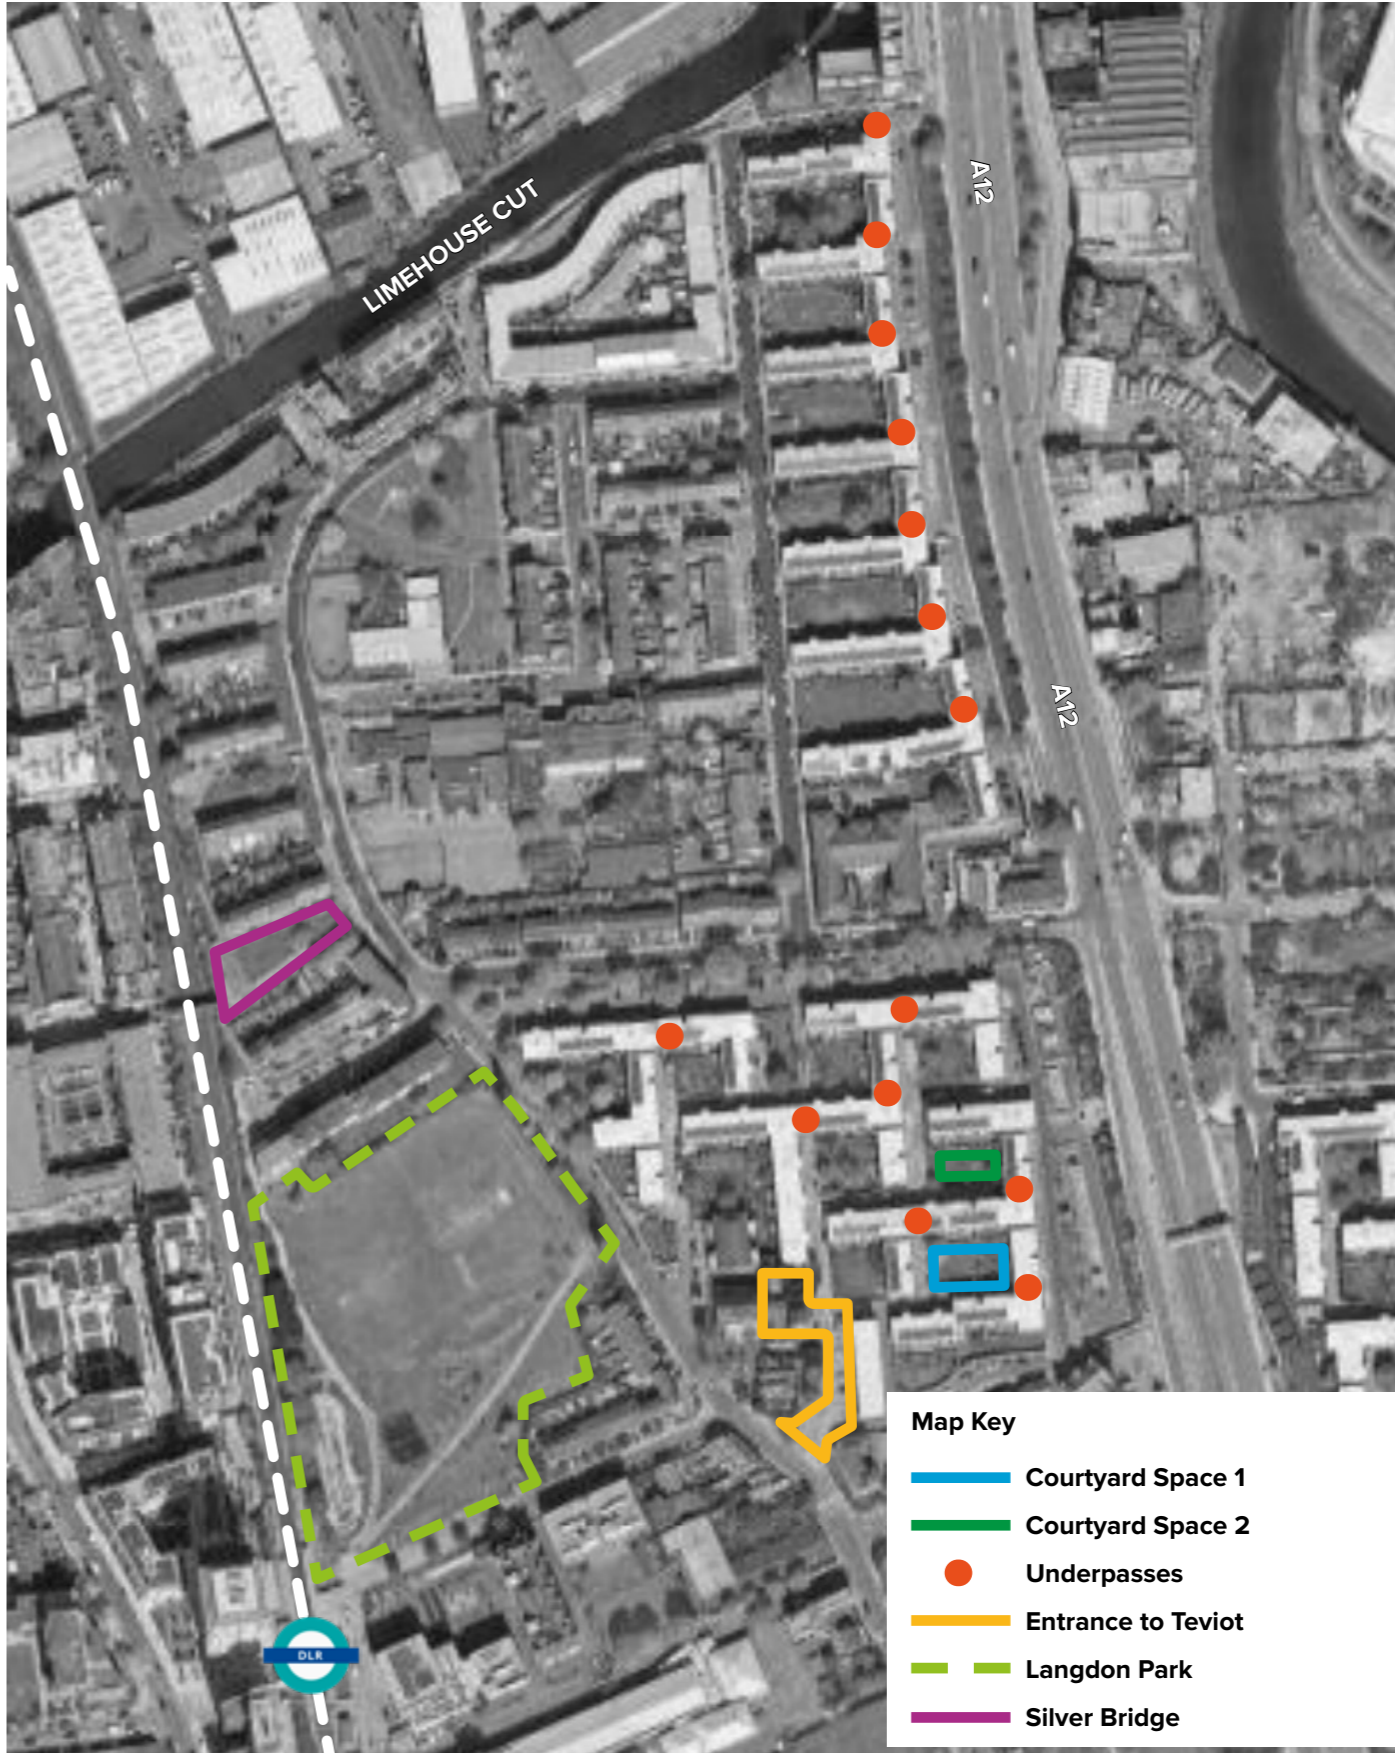 A12
LIMEHOUSE CUT
A12
DLR
Map Key
Courtyard Space 1
Courtyard Space 2
Underpasses
Entrance to Teviot
Langdon Park
Silver Bridge